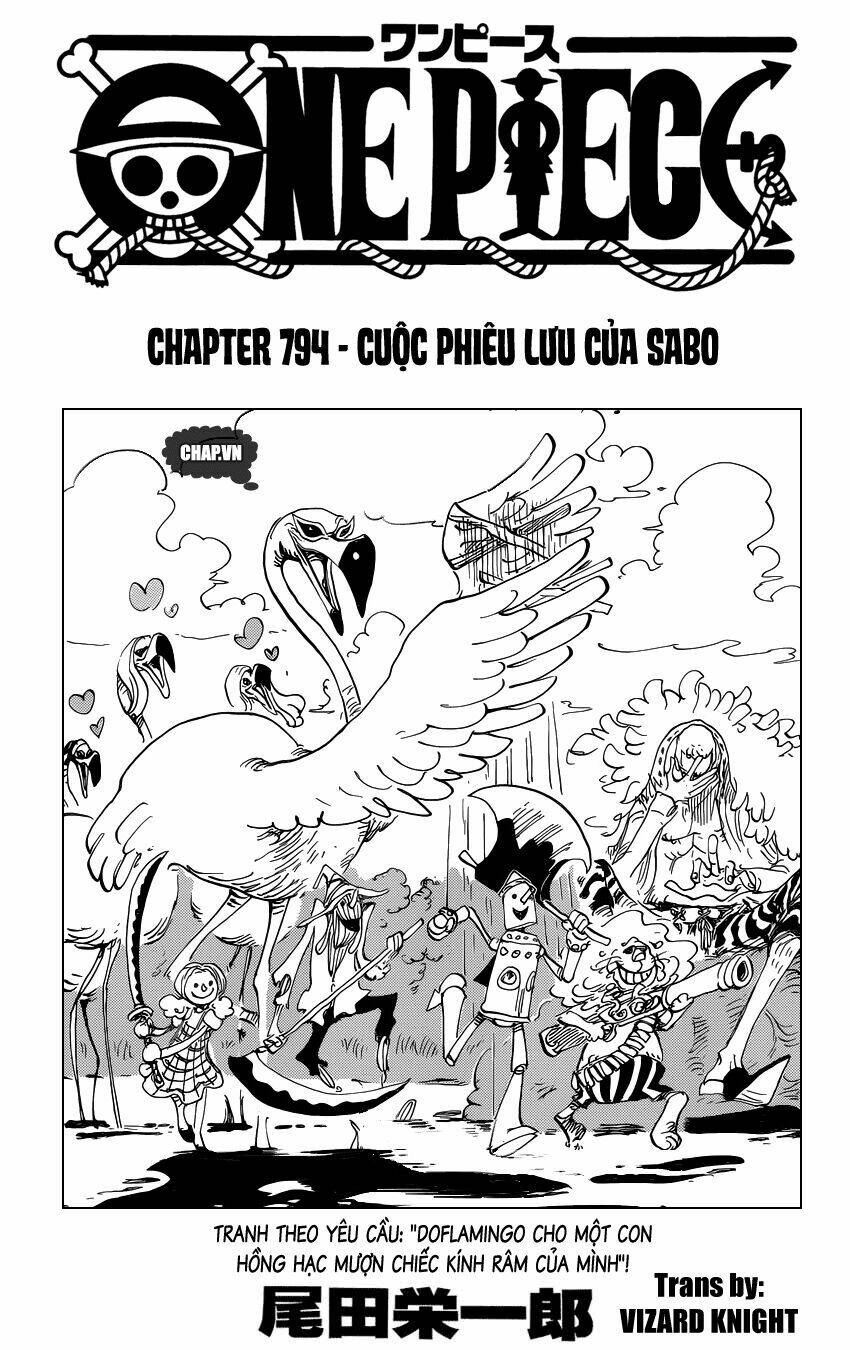 ワンピース
ONE PIECE
CHAPTER 794 - CUỘC PHIÊU LƯU CỦA SABO
CHAP.VN
TRANH THEO YÊU CẦU: "DOFLAMINGO CHO MỘT CON
HỒNG HẠC MƯỢN CHIẾC KÍNH RÂM CỦA MÌNH"!
尾田栄一郎
Trans by:
VIZARD KNIGHT